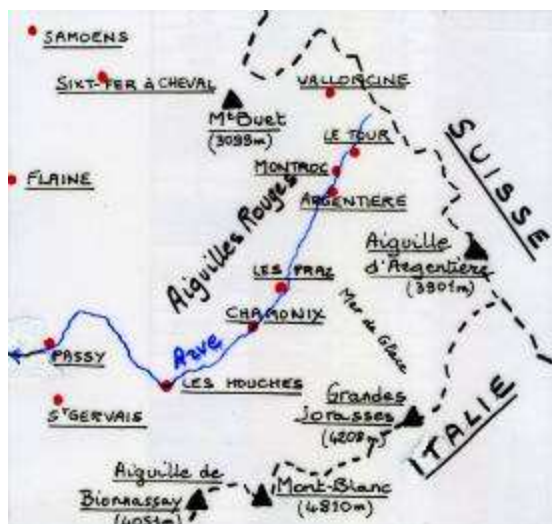 SAMOENS
SIXT-FER À CHEVAL
VALLORCINE
Mt Buet
(3099m)
LE TOUR
SUISSE
MONTROC
FLAINE
ARGENTIERE
Aiguilles Rouges
Aiguille
d'Argentière
(3901m)
LES PRAZ
Mer de Glace
CHAMONIX
Arve
PASSY
LES HOUCHES
ST GERVAIS
Grandes
Jorasses
(4208m)
ITALIE
Aiguille de
Bionnassay
(4051m)
Mont-Blanc
(4810m)